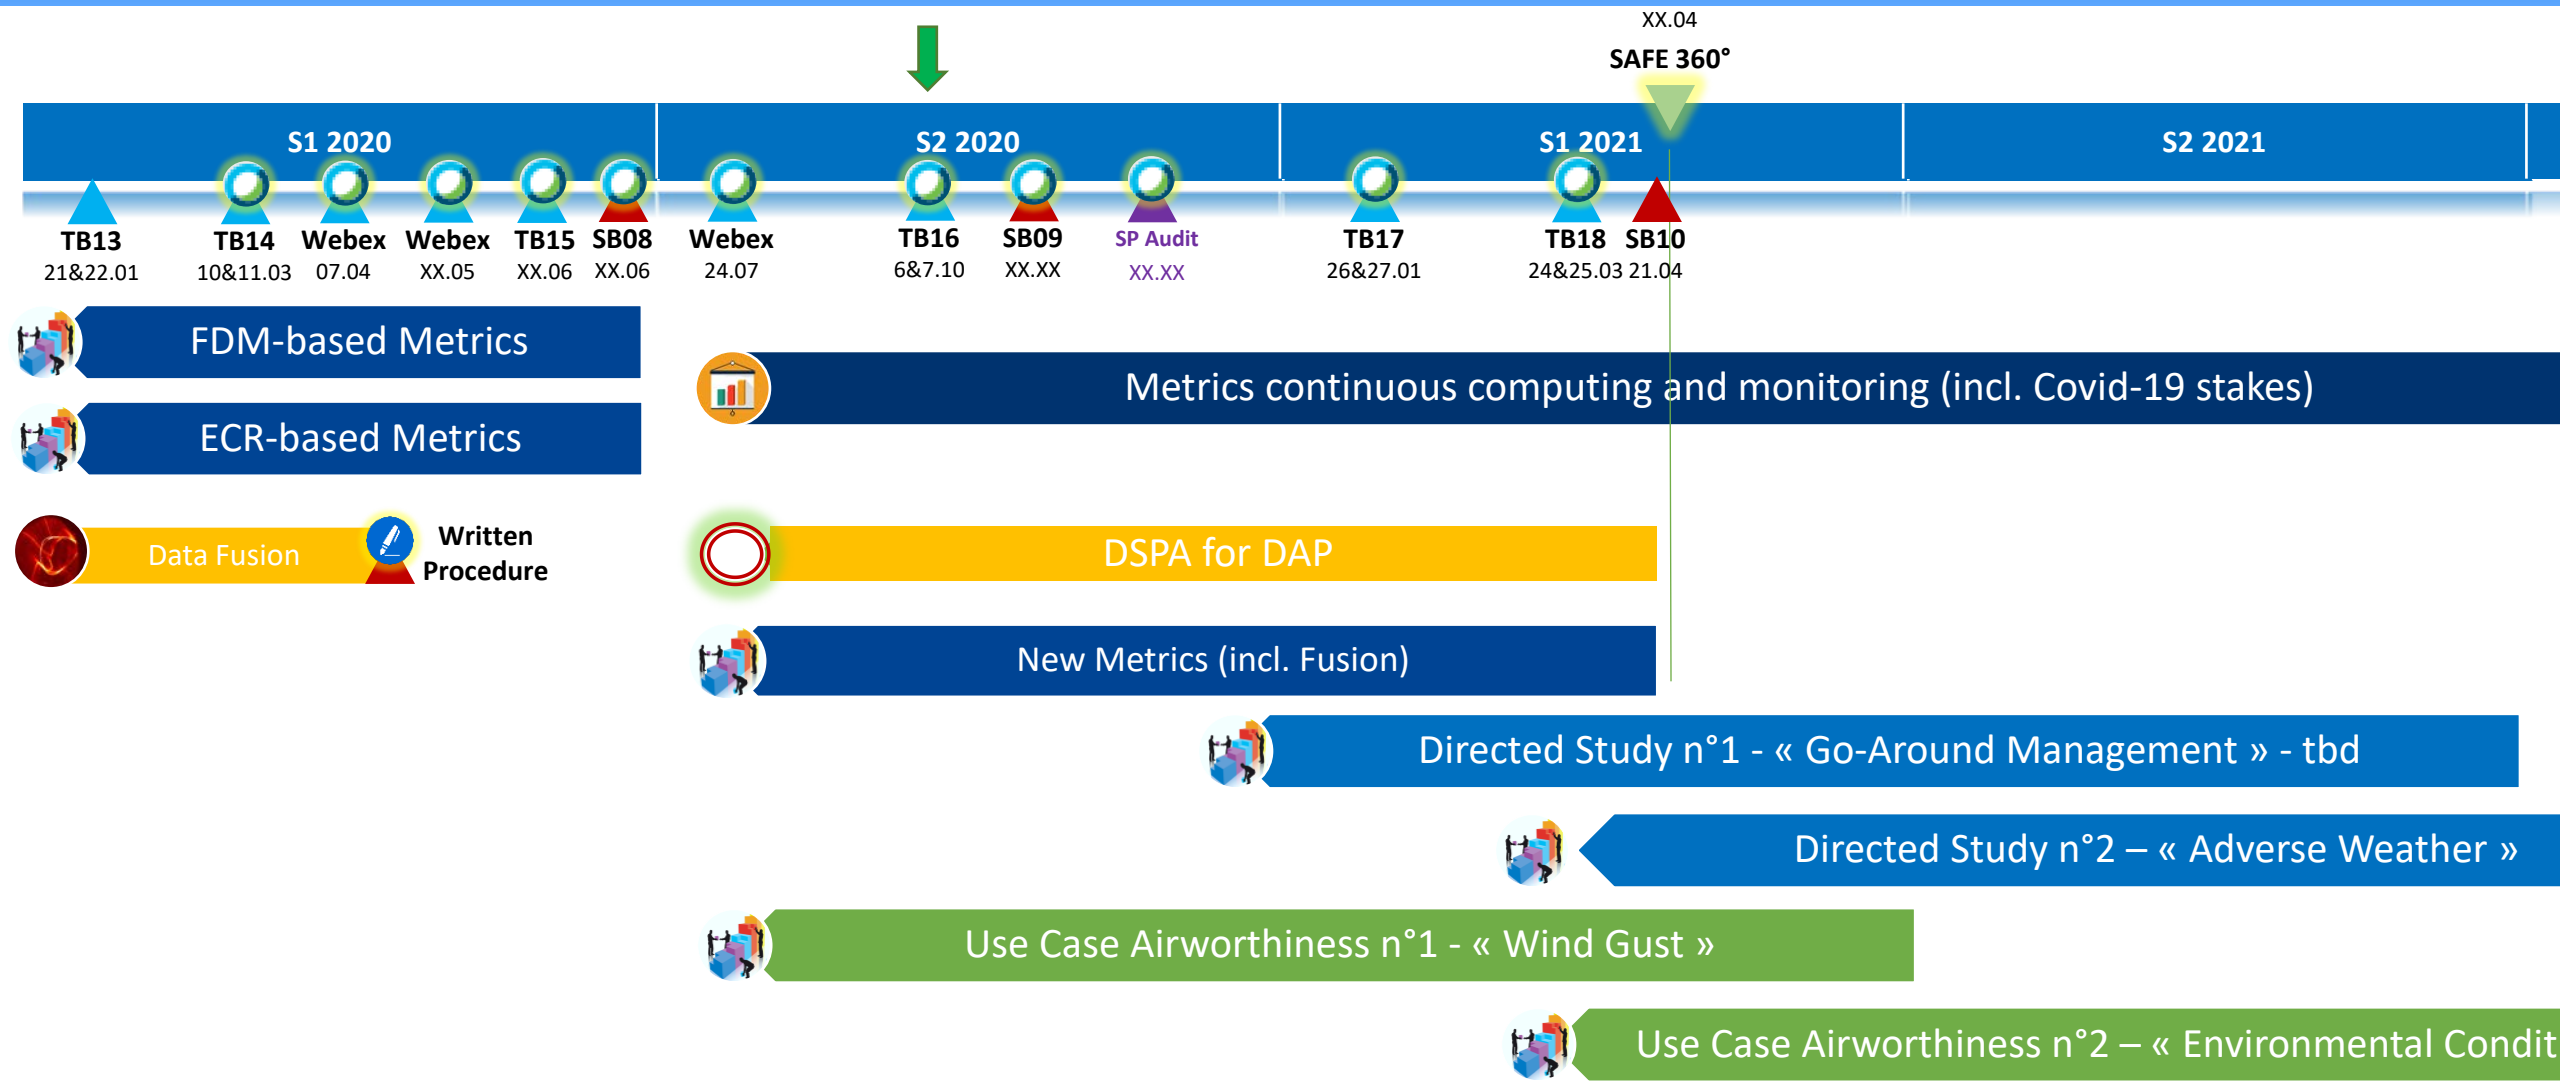 XX.04
SAFE 360°
S1 2020
S2 2020
S1 2021
S2 2021
TB13
TB14
Webex
Webex
TB15
SB08
Webex
TB16
SB09
SP Audit
TB17
TB18
SB10
21&22.01
10&11.03
07.04
XX.05
XX.06
XX.06
24.07
6&7.10
XX.XX
XX.XX
26&27.01
24&25.03
21.04
FDM-based Metrics
Metrics continuous computing and monitoring (incl. Covid-19 stakes)
ECR-based Metrics
Data Fusion
Written
Procedure
DSPA for DAP
New Metrics (incl. Fusion)
Directed Study n°1 - « Go-Around Management » - tbd
Directed Study n°2 – « Adverse Weather »
Use Case Airworthiness n°1 - « Wind Gust »
Use Case Airworthiness n°2 – « Environmental Condit